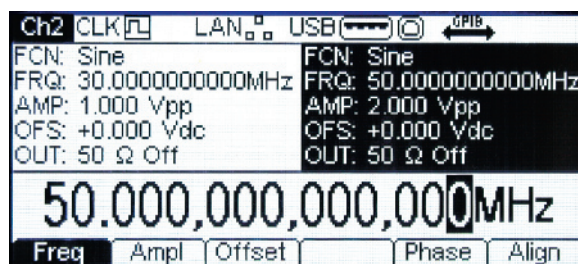 Ch2 CLK LAN USB GPIB
FCN: Sine
FRQ: 30.0000000000MHz
AMP: 1.000 Vpp
OFS: +0.000 Vdc
OUT: 50 Ω Off
FCN: Sine
FRQ: 50.0000000000MHz
AMP: 2.000 Vpp
OFS: +0.000 Vdc
OUT: 50 Ω Off
50.000,000,000,000MHz
Freq Ampl Offset Phase Align